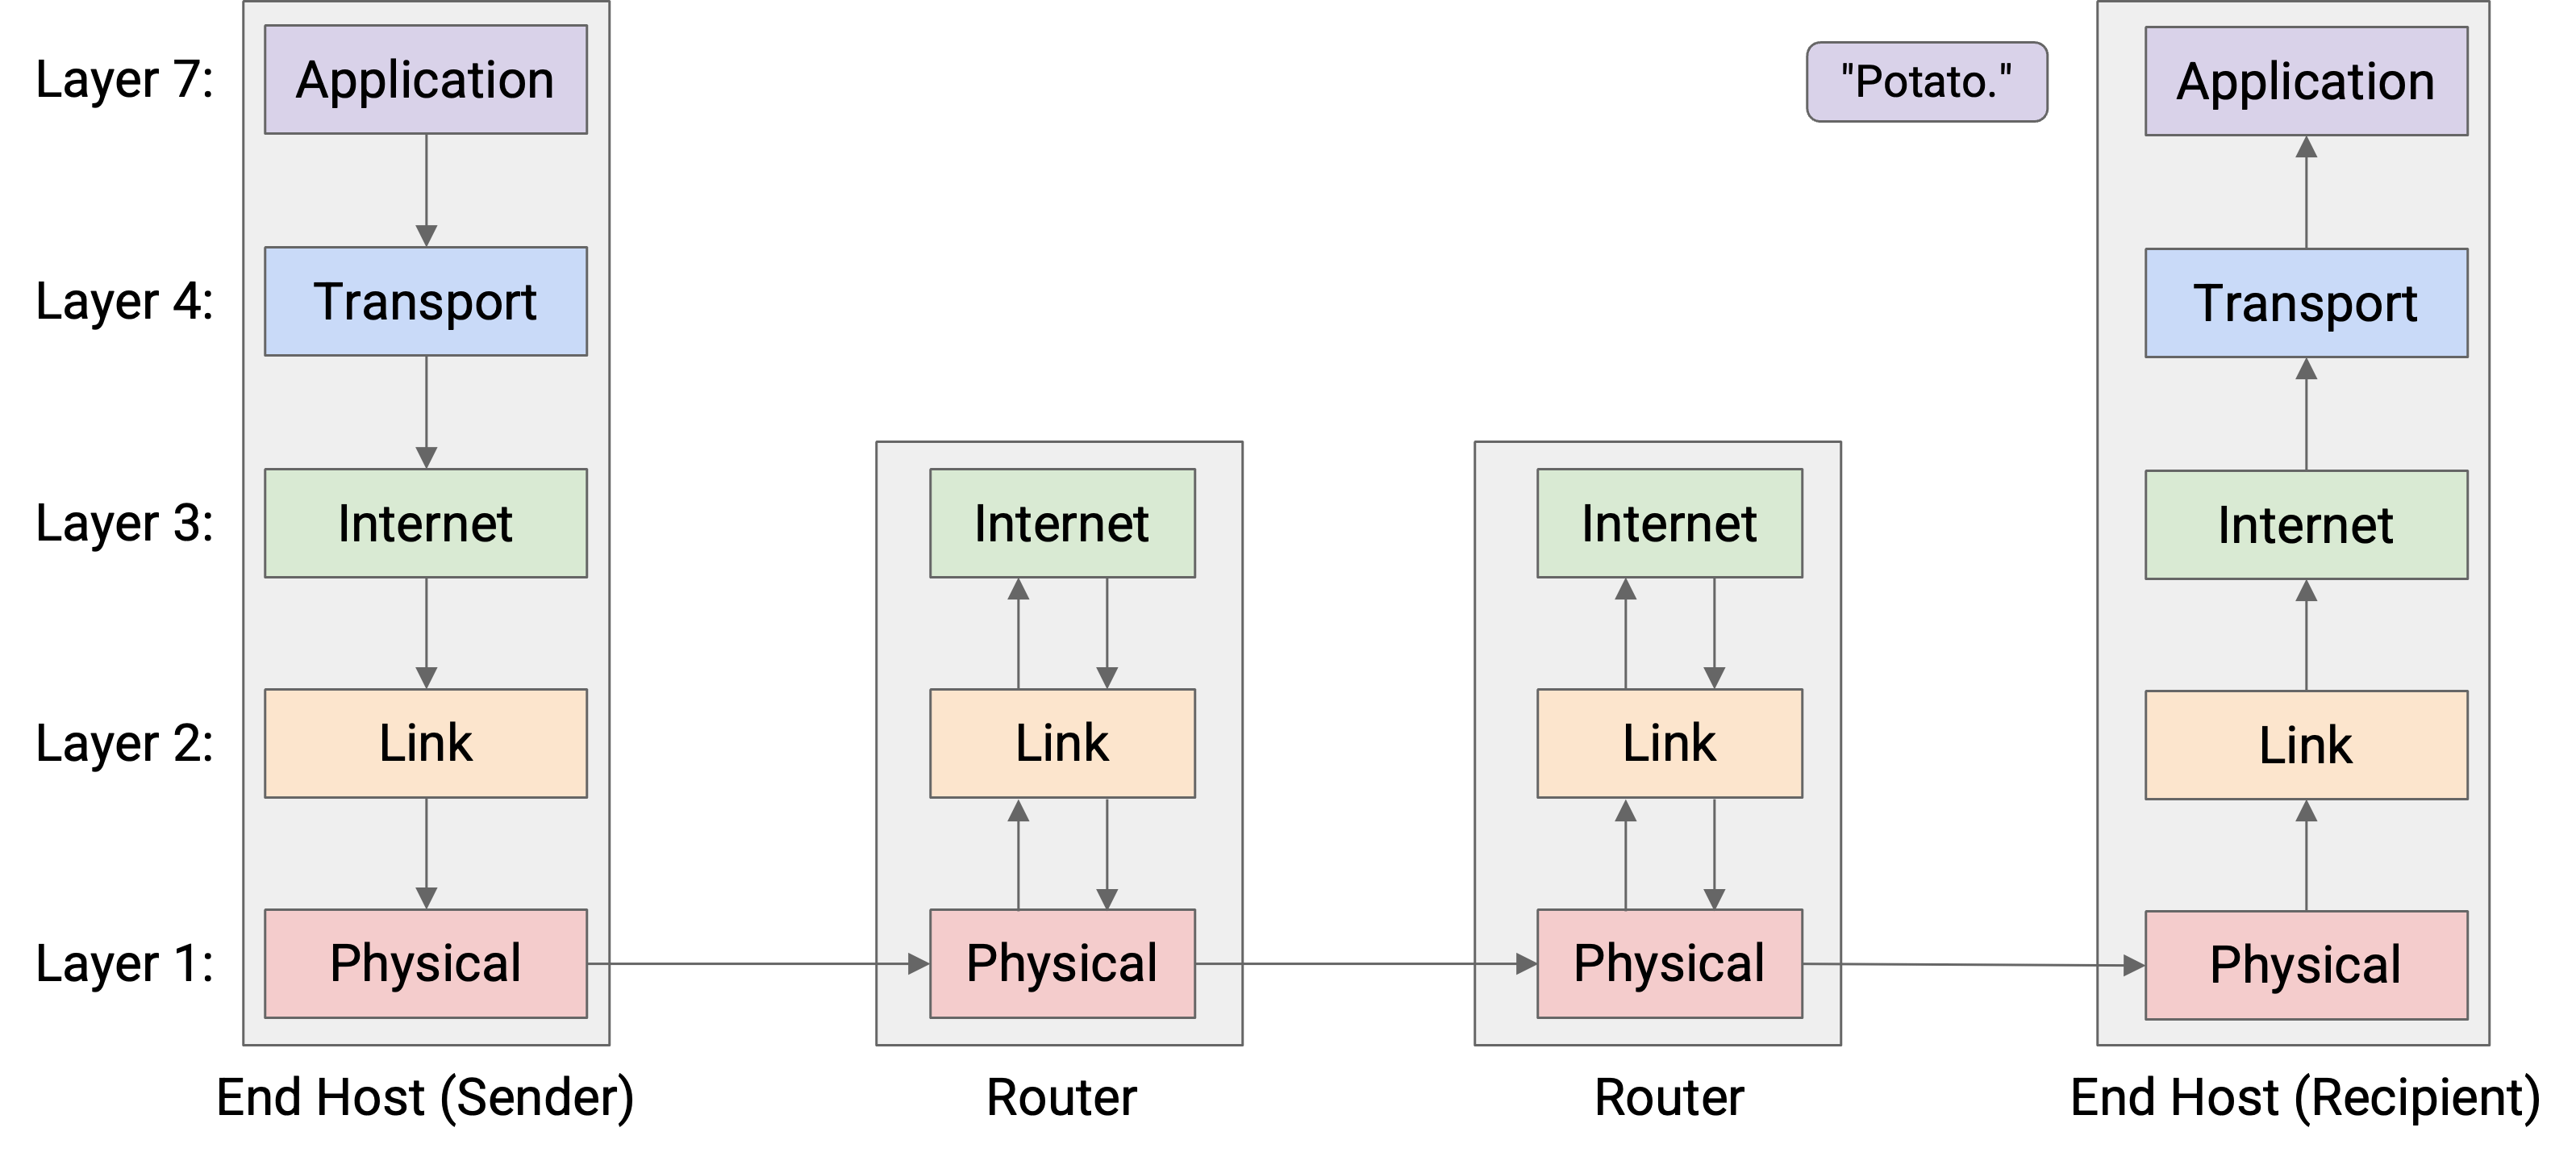 Layer 7:
Application
"Potato."
Application
Layer 4:
Transport
Transport
Layer 3:
Internet
Internet
Internet
Internet
Layer 2:
Link
Link
Link
Link
Layer 1:
Physical
Physical
Physical
Physical
End Host (Sender)
Router
Router
End Host (Recipient)